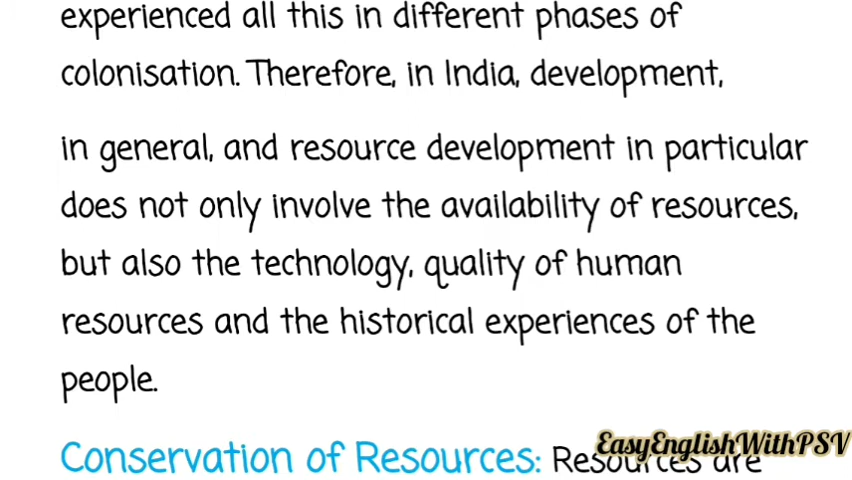 experienced all this in different phases of
colonisation. Therefore, in India, development,
in general, and resource development in particular
does not only involve the availability of resources,
but also the technology, quality of human
resources and the historical experiences of the
people.
EasyEnglishWithPSV
Conservation of Resources: Resources are